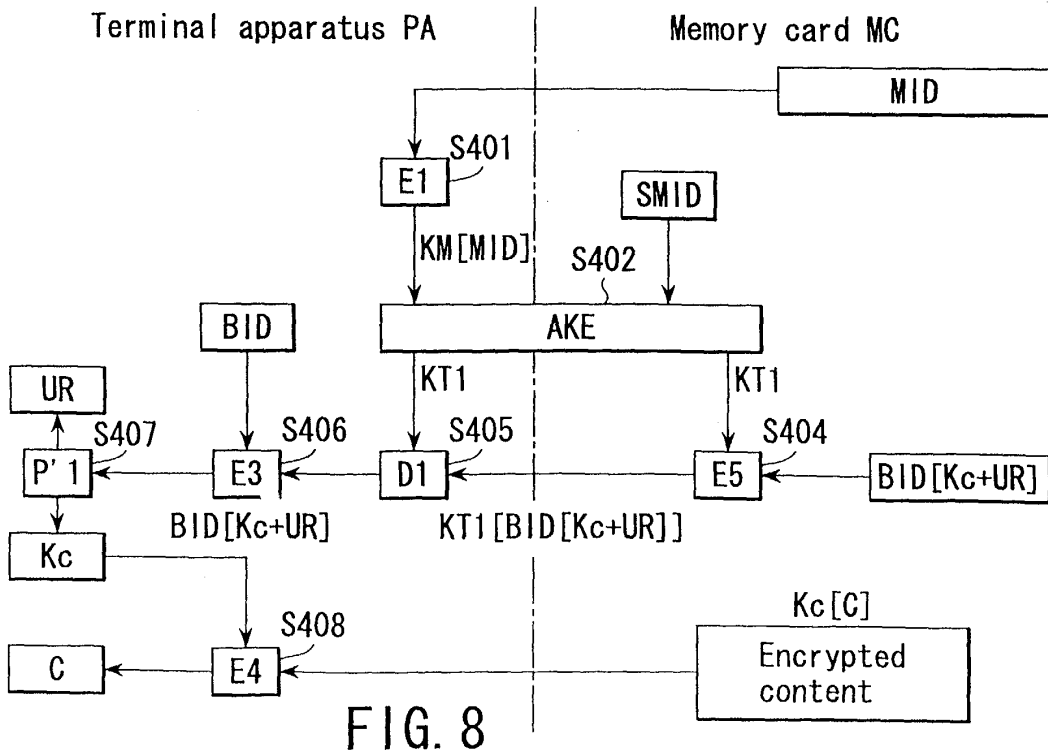 Terminal apparatus PA
Memory card MC
MID
S401
E1
SMID
KM[MID]
S402
BID
AKE
UR
KT1
KT1
S407
S406
S405
S404
P'1
E3
D1
E5
BID[Kc+UR]
BID[Kc+UR]
KT1[BID[Kc+UR]]
Kc
Kc[C]
S408
C
E4
Encrypted
content
FIG. 8